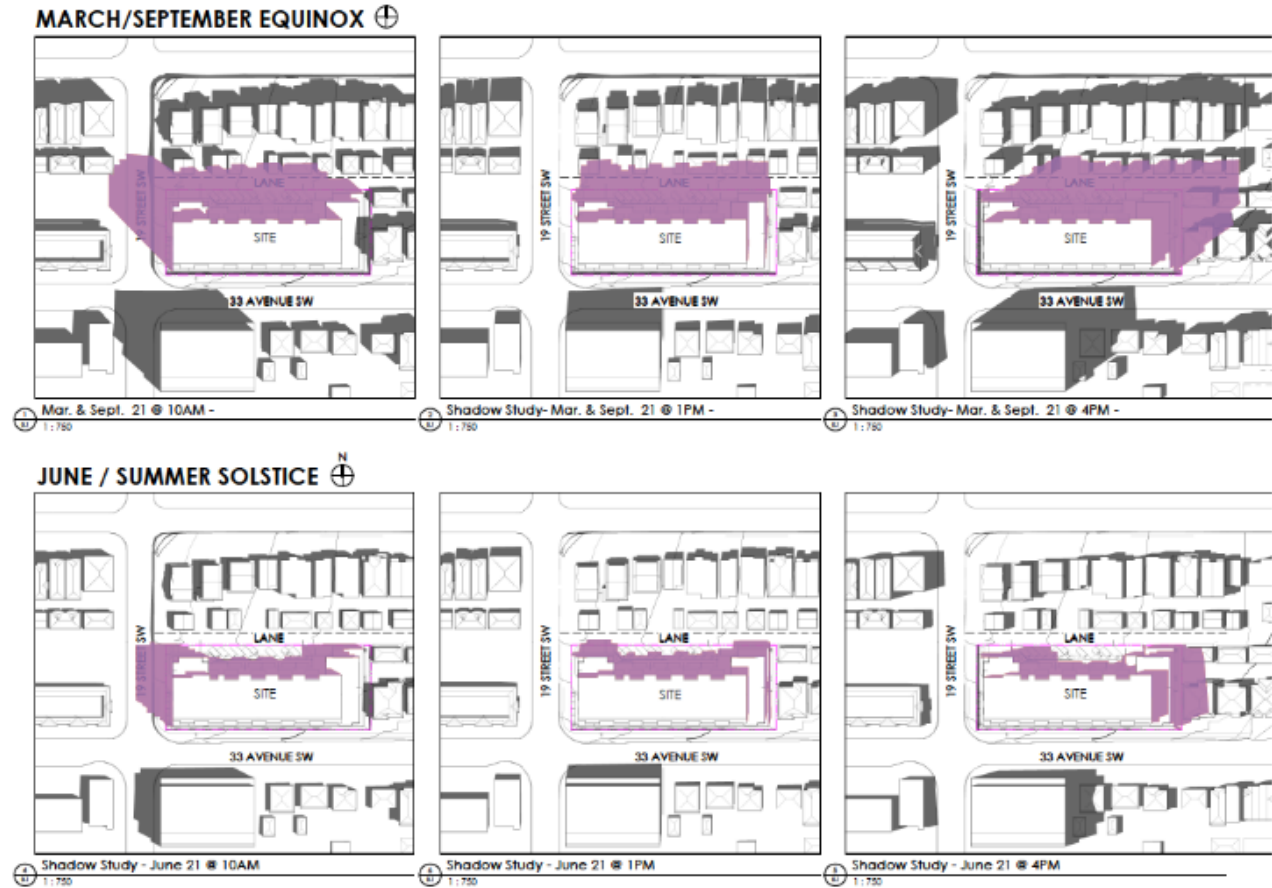 MARCH/SEPTEMBER EQUINOX
19 STREET SW
LANE
SITE
33 AVENUE SW
1
Mar. & Sept. 21 @ 10AM -
1 : 750
19 STREET SW
LANE
SITE
33 AVENUE SW
2
Shadow Study- Mar. & Sept. 21 @ 1PM -
1 : 750
19 STREET SW
LANE
SITE
33 AVENUE SW
3
Shadow Study- Mar. & Sept. 21 @ 4PM -
1 : 750
JUNE / SUMMER SOLSTICE
N
19 STREET SW
LANE
SITE
33 AVENUE SW
4
Shadow Study - June 21 @ 10AM
1 : 750
19 STREET SW
LANE
SITE
33 AVENUE SW
Shadow Study - June 21 @ 1PM
1 : 750
19 STREET SW
LANE
SITE
33 AVENUE SW
Shadow Study - June 21 @ 4PM
1 : 750